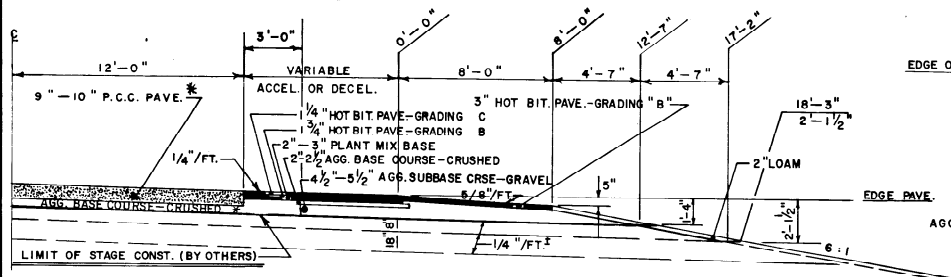 ℄
3'-0"
0'-0"
8'-0"
12'-7"
17'-2"
12'-0"
VARIABLE
8'-0"
4'-7"
4'-7"
EDGE O
ACCEL. OR DECEL.
9"-10" P.C.C. PAVE. *
3" HOT BIT. PAVE.-GRADING "B"
1 1/4" HOT BIT. PAVE-GRADING C
1 3/4" HOT BIT PAVE-GRADING B
2"-3" PLANT MIX BASE
2"-2 1/2" AGG. BASE COURSE-CRUSHED
4 1/2"-5 1/2" AGG. SUBBASE CRSE-GRAVEL
18'-3"
2'-1 1/2"
2" LOAM
1/4"/FT.
5/8"/FT.
5"
1'-4"
2'-1 1/2"
EDGE PAVE.
AGG. BASE COURSE-CRUSHED *
18"
8"
1/4"/FT±
AGG
6:1
LIMIT OF STAGE CONST. (BY OTHERS)